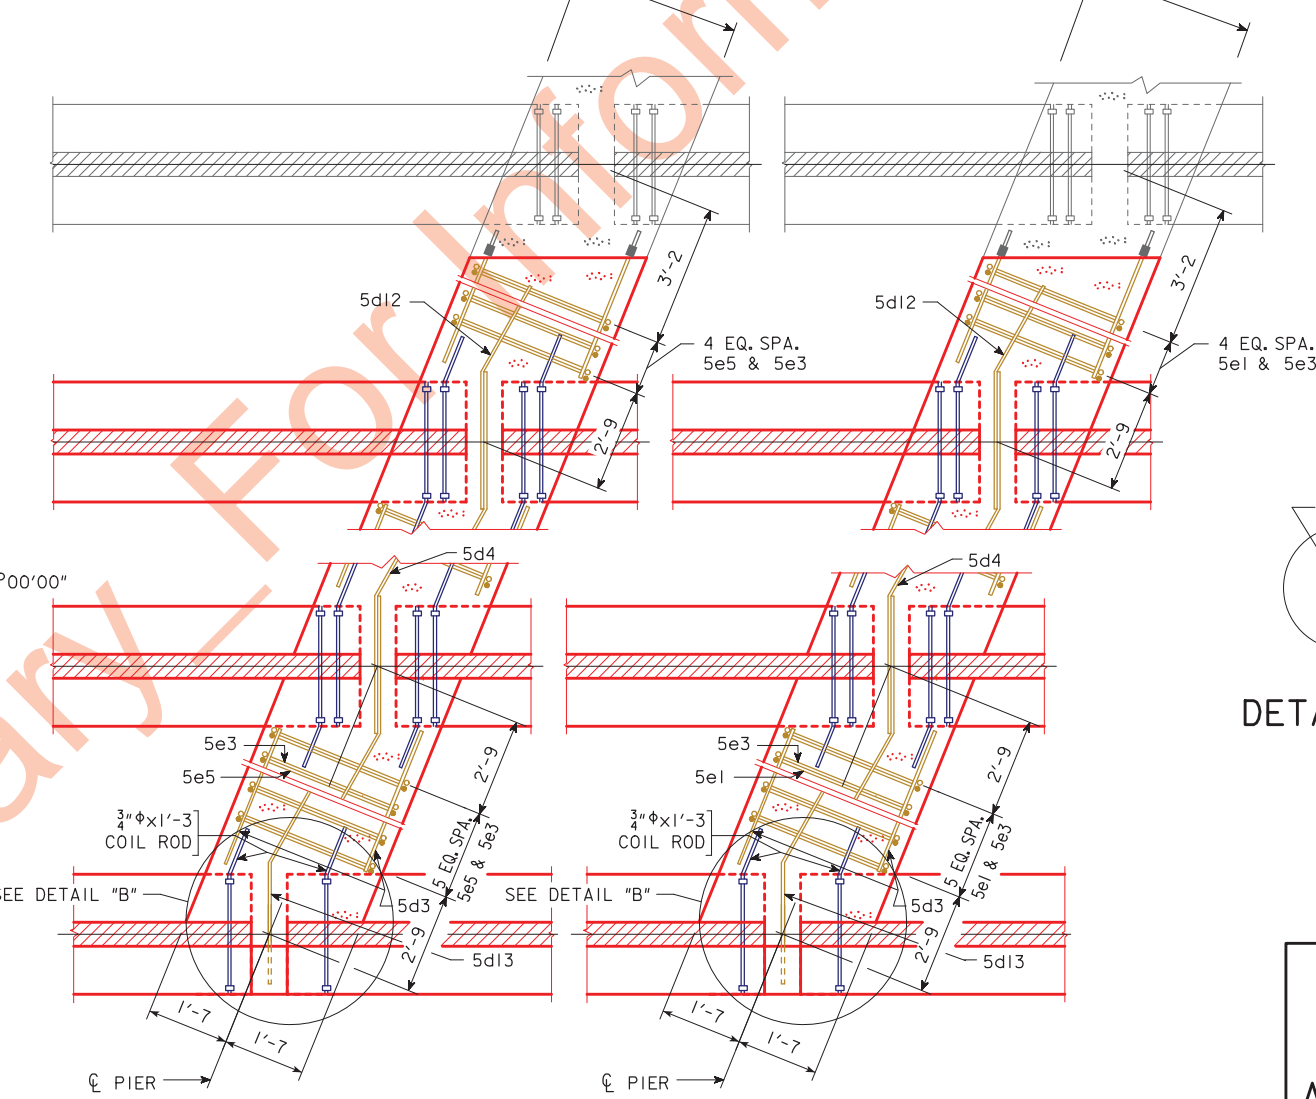 ary_For Inform
3'-2
3'-2
5d12
5d12
4 EQ. SPA.
5e5 & 5e3
4 EQ. SPA.
5e1 & 5e3
2'-9
2'-9
5d4
5d4
°00'00"
DETA
5e3
5e3
5e5
5e1
2'-9
2'-9
3/4"ϕx1'-3
COIL ROD
3/4"ϕx1'-3
COIL ROD
5 EQ. SPA.
5e5 & 5e3
5 EQ. SPA.
5e1 & 5e3
SEE DETAIL "B"
SEE DETAIL "B"
5d3
5d3
2'-9
2'-9
5d13
5d13
1'-7
1'-7
1'-7
1'-7
℄ PIER
℄ PIER